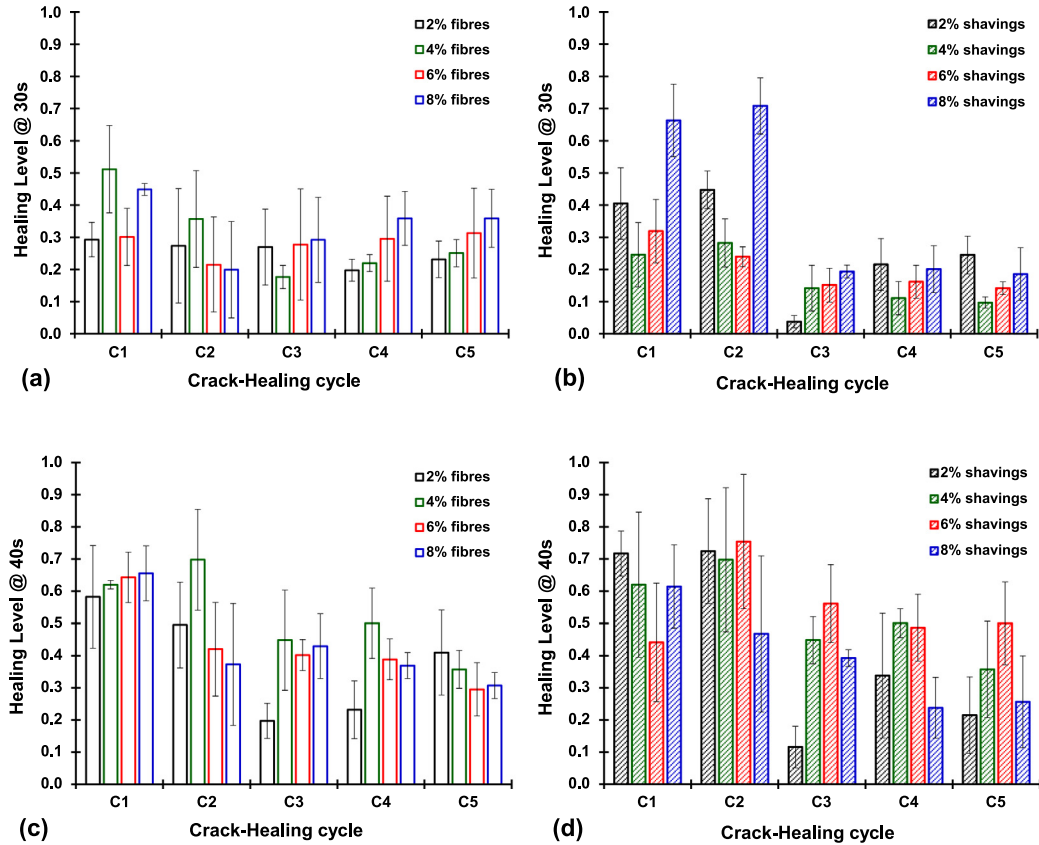 Healing Level @ 30s
1.0
0.9
0.8
0.7
0.6
0.5
0.4
0.3
0.2
0.1
0.0
2% fibres
4% fibres
6% fibres
8% fibres
C1 C2 C3 C4 C5
(a) Crack-Healing cycle
Healing Level @ 30s
1.0
0.9
0.8
0.7
0.6
0.5
0.4
0.3
0.2
0.1
0.0
2% shavings
4% shavings
6% shavings
8% shavings
C1 C2 C3 C4 C5
(b) Crack-Healing cycle
Healing Level @ 40s
1.0
0.9
0.8
0.7
0.6
0.5
0.4
0.3
0.2
0.1
0.0
2% fibres
4% fibres
6% fibres
8% fibres
C1 C2 C3 C4 C5
(c) Crack-Healing cycle
Healing Level @ 40s
1.0
0.9
0.8
0.7
0.6
0.5
0.4
0.3
0.2
0.1
0.0
2% shavings
4% shavings
6% shavings
8% shavings
C1 C2 C3 C4 C5
(d) Crack-Healing cycle